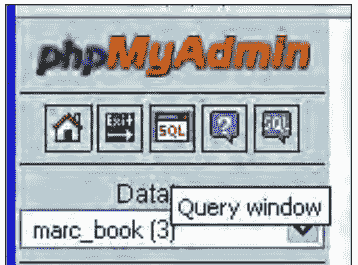 phpMyAdmin
EXIT
SQL
?
SQL
Data
Query window
marc_book (3)